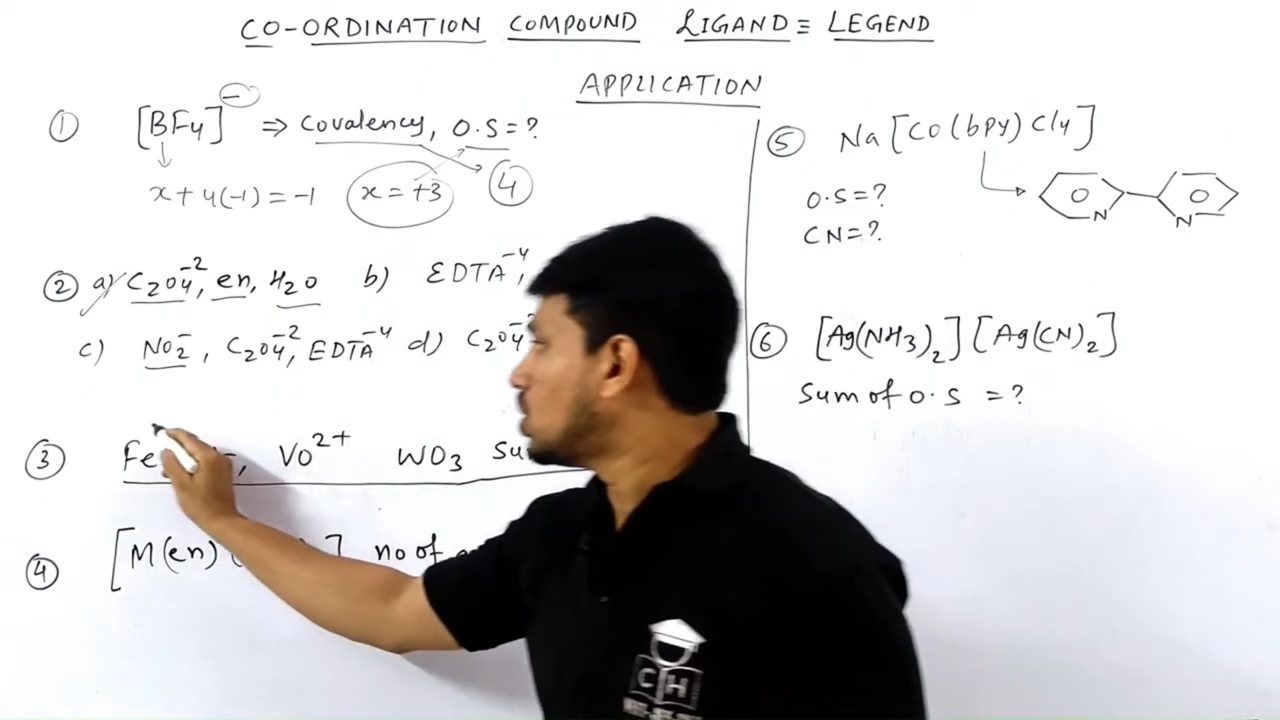 CO-ORDINATION COMPOUND LIGAND ≡ LEGEND
APPLICATION
① [BF4]⁻ ⇒ Covalency, O.S = ?
x + 4(-1) = -1 x = +3 ④
② a) C2O4⁻², en, H2O b) EDTA⁻⁴,
c) NO2⁻, C2O4⁻², EDTA⁻⁴ d) C2O4
③ Fe , VO²⁺ WO3
④ [M(en) ( ] no of
⑤ Na[CO(bPy)Cl4]
O.S = ?
CN = ?
N N
⑥ [Ag(NH3)2][Ag(CN)2]
Sum of O.S = ?
C H